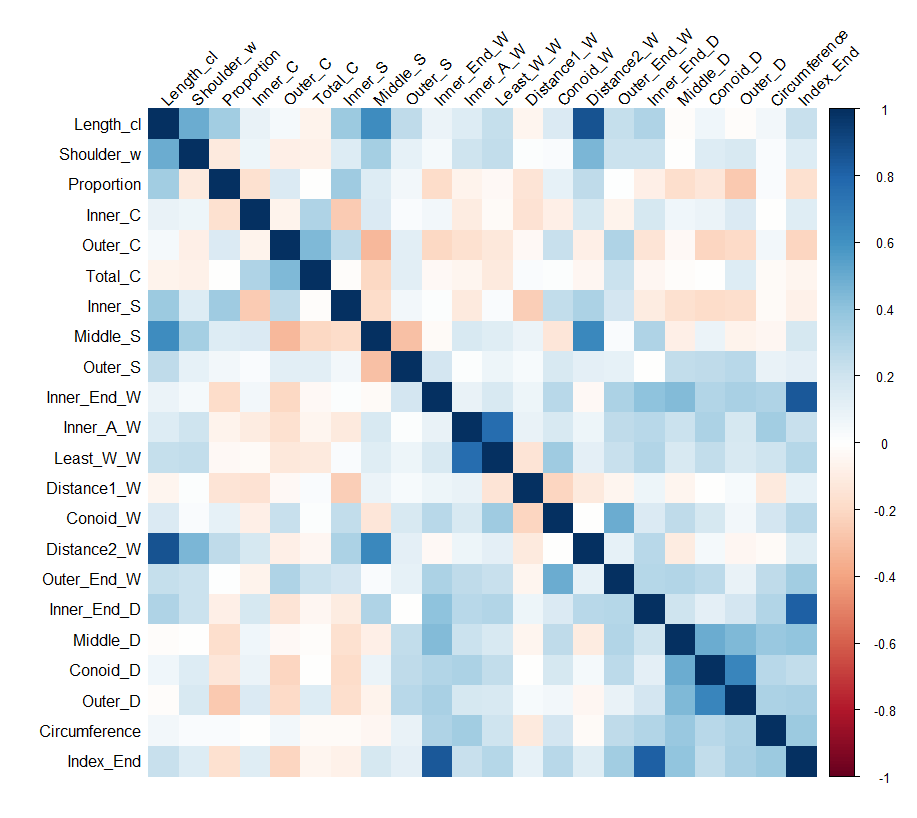 Length_cl
Shoulder_w
Proportion
Inner_C
Outer_C
Total_C
Inner_S
Middle_S
Outer_S
Inner_End_W
Inner_A_W
Least_W_W
Distance1_W
Conoid_W
Distance2_W
Outer_End_W
Inner_End_D
Middle_D
Conoid_D
Outer_D
Circumference
Index_End
Length_cl
Shoulder_w
Proportion
Inner_C
Outer_C
Total_C
Inner_S
Middle_S
Outer_S
Inner_End_W
Inner_A_W
Least_W_W
Distance1_W
Conoid_W
Distance2_W
Outer_End_W
Inner_End_D
Middle_D
Conoid_D
Outer_D
Circumference
Index_End
1
0.8
0.6
0.4
0.2
0
-0.2
-0.4
-0.6
-0.8
-1